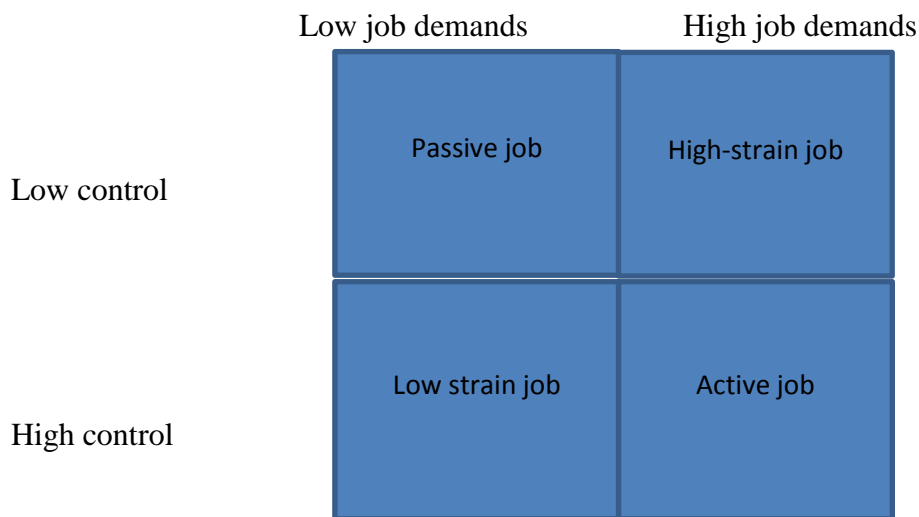 Low job demands High job demands
Passive job High-strain job
Low control
Low strain job Active job
High control